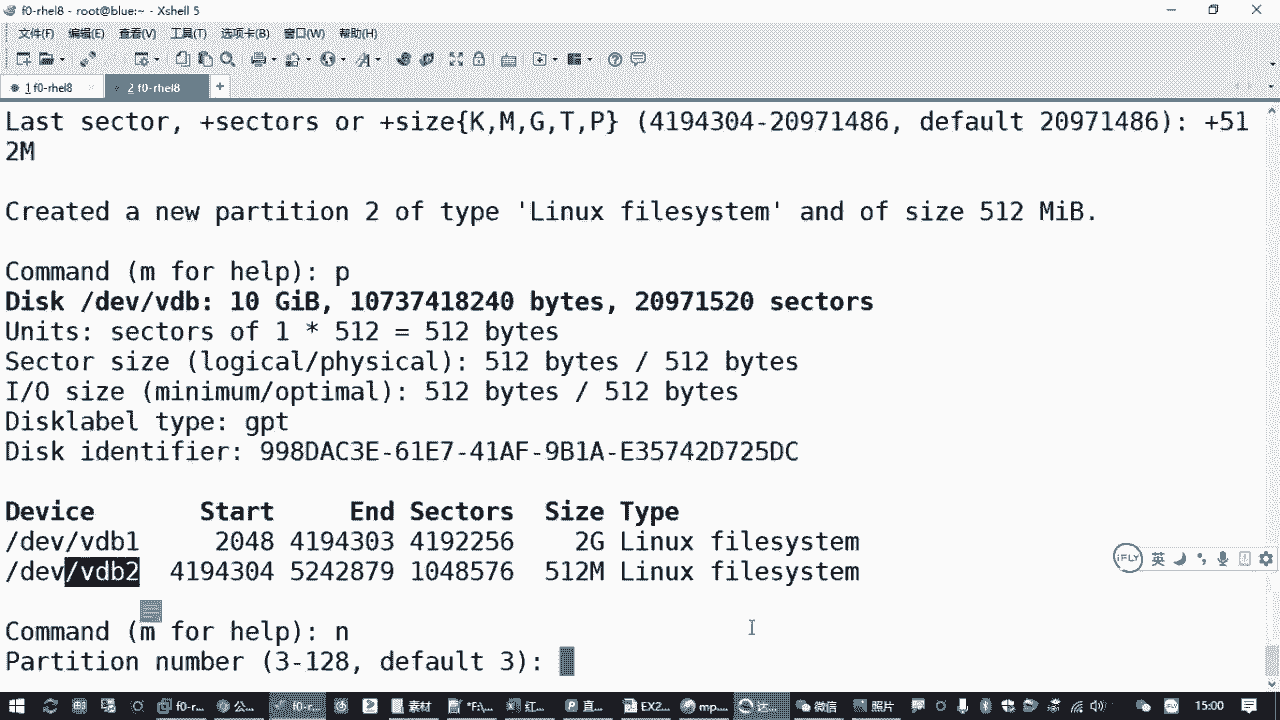 f0-rhel8 - root@blue:~ - Xshell 5
文件(F) 编辑(E) 查看(V) 工具(T) 选项卡(B) 窗口(W) 帮助(H)
1 f0-rhel8 2 f0-rhel8 +
Last sector, +sectors or +size{K,M,G,T,P} (4194304-20971486, default 20971486): +51
2M
Created a new partition 2 of type 'Linux filesystem' and of size 512 MiB.
Command (m for help): p
Disk /dev/vdb: 10 GiB, 10737418240 bytes, 20971520 sectors
Units: sectors of 1 * 512 = 512 bytes
Sector size (logical/physical): 512 bytes / 512 bytes
I/O size (minimum/optimal): 512 bytes / 512 bytes
Disklabel type: gpt
Disk identifier: 998DAC3E-61E7-41AF-9B1A-E35742D725DC
Device Start End Sectors Size Type
/dev/vdb1 2048 4194303 4192256 2G Linux filesystem
/dev/vdb2 4194304 5242879 1048576 512M Linux filesystem
iFLY 英
Command (m for help): n
Partition number (3-128, default 3):
f0-r... 公... f0-r... 素材 红... 直... EX2... mp... 微信 照片 英 15:00